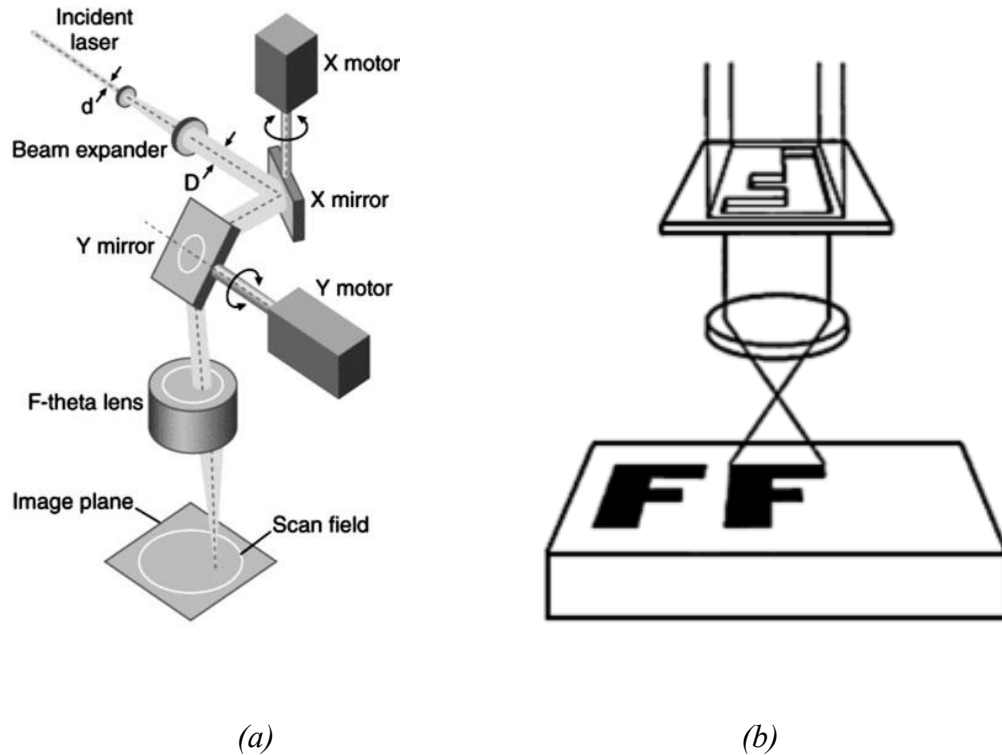 Incident
laser
d
Beam expander
D
X motor
X mirror
Y mirror
Y motor
F-theta lens
Image plane
Scan field
F F
(a)
(b)